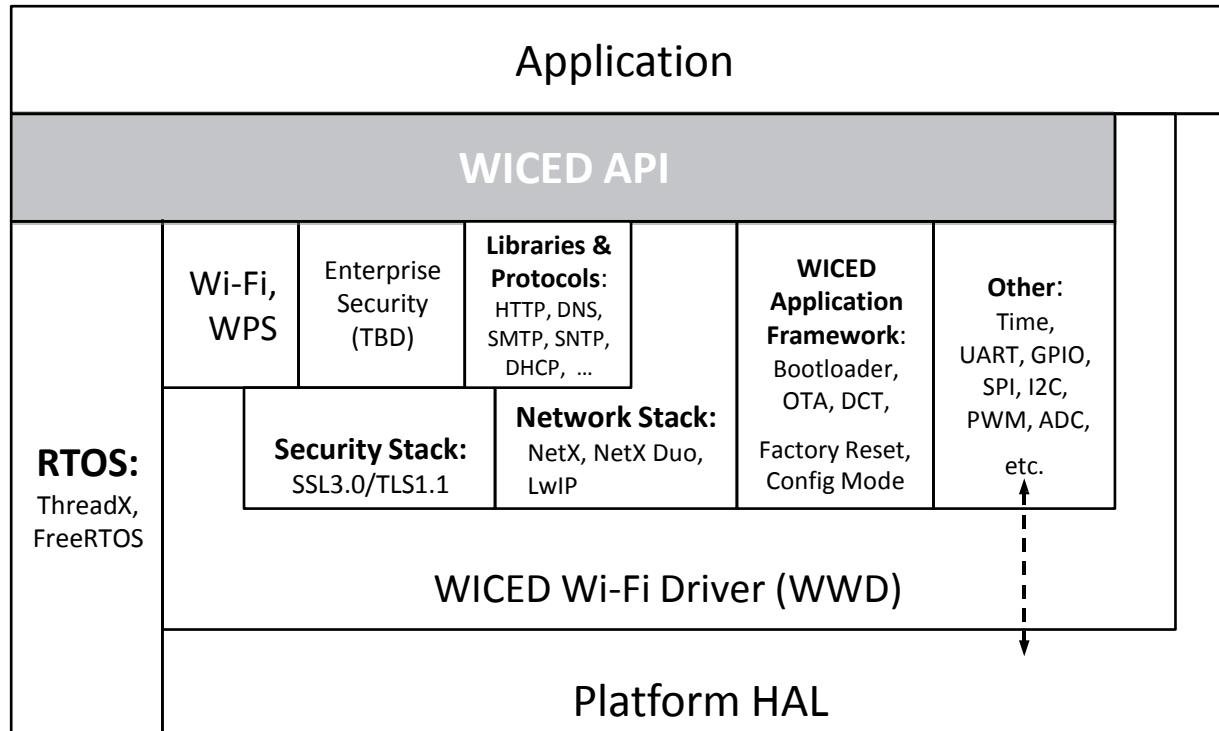 Application
WICED API
Wi-Fi,
WPS
Enterprise
Security
(TBD)
Libraries &
Protocols:
HTTP, DNS,
SMTP, SNTP,
DHCP, ...
WICED
Application
Framework:
Bootloader,
OTA, DCT,
Factory Reset,
Config Mode
Other:
Time,
UART, GPIO,
SPI, I2C,
PWM, ADC,
etc.
RTOS:
ThreadX,
FreeRTOS
Security Stack:
SSL3.0/TLS1.1
Network Stack:
NetX, NetX Duo,
LwIP
WICED Wi-Fi Driver (WWD)
Platform HAL